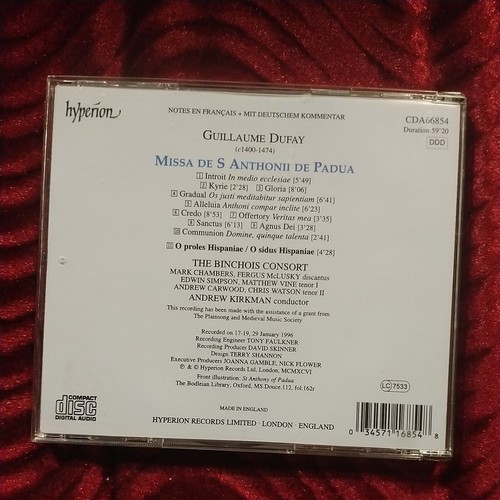 hyperion
NOTES EN FRANÇAIS + MIT DEUTSCHEM KOMMENTAR
CDA66854
Duration 59'20
DDD
GUILLAUME DUFAY
(c1400-1474)
MISSA DE S ANTHONII DE PADUA
1 Introit In medio ecclesiae [5'49]
2 Kyrie [2'28] 3 Gloria [8'06]
4 Gradual Os justi meditabitur sapientiam [6'41]
5 Alleluia Anthoni compar inclite [6'23]
6 Credo [8'53] 7 Offertory Veritas mea [3'35]
8 Sanctus [6'13] 9 Agnus Dei [3'28]
10 Communion Domine, quinque talenta [2'41]
11 O proles Hispaniae / O sidus Hispaniae [4'28]
THE BINCHOIS CONSORT
MARK CHAMBERS, FERGUS McLUSKY discantus
EDWIN SIMPSON, MATTHEW VINE tenor I
ANDREW CARWOOD, CHRIS WATSON tenor II
ANDREW KIRKMAN conductor
This recording has been made with the assistance of a grant from
The Plainsong and Medieval Music Society
Recorded on 17-19, 29 January 1996
Recording Engineer TONY FAULKNER
Recording Producer DAVID SKINNER
Design TERRY SHANNON
Executive Producers JOANNA GAMBLE, NICK FLOWER
℗ & © Hyperion Records Ltd, London, MCMXCVI
Front illustration: St Anthony of Padua
The Bodleian Library, Oxford, MS.Douce.112, fol.162r
LC 7533
COMPACT
disc
DIGITAL AUDIO
MADE IN ENGLAND
HYPERION RECORDS LIMITED · LONDON · ENGLAND
0 34571 16854 8